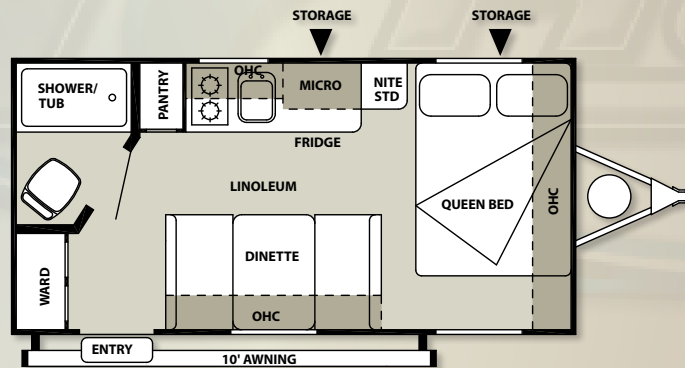 STORAGE
STORAGE
OHC
SHOWER/
TUB
PANTRY
MICRO
NITE
STD
FRIDGE
LINOLEUM
QUEEN BED
OHC
DINETTE
WARD
OHC
ENTRY
10' AWNING